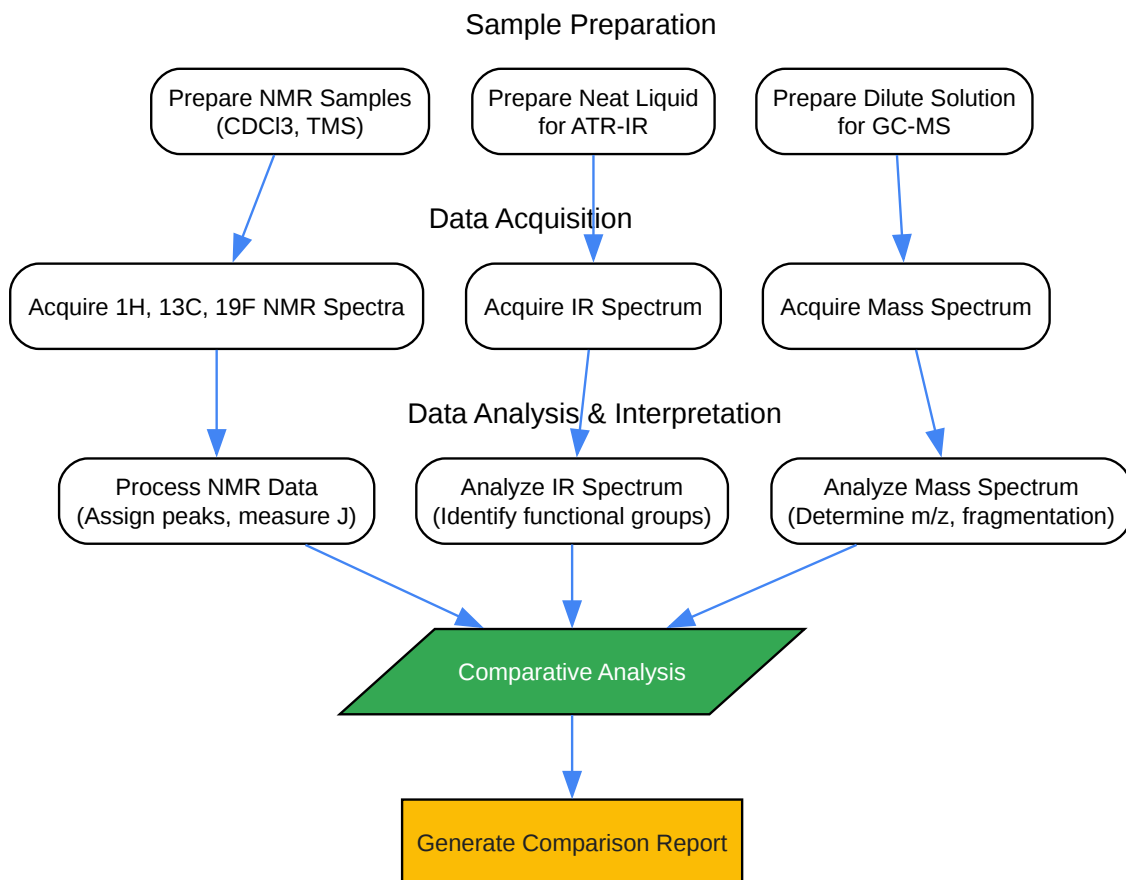 Sample Preparation
Prepare NMR Samples
(CDCl3, TMS)
Prepare Neat Liquid
for ATR-IR
Prepare Dilute Solution
for GC-MS
Data Acquisition
Acquire 1H, 13C, 19F NMR Spectra
Acquire IR Spectrum
Acquire Mass Spectrum
Data Analysis & Interpretation
Process NMR Data
(Assign peaks, measure J)
Analyze IR Spectrum
(Identify functional groups)
Analyze Mass Spectrum
(Determine m/z, fragmentation)
Comparative Analysis
Generate Comparison Report